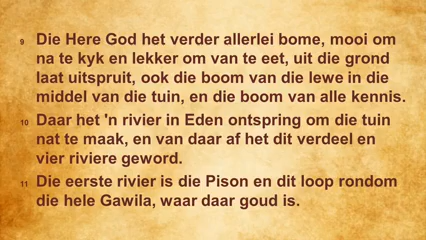 9 Die Here God het verder allerlei bome, mooi om
na te kyk en lekker om van te eet, uit die grond
laat uitspruit, ook die boom van die lewe in die
middel van die tuin, en die boom van alle kennis.
10 Daar het 'n rivier in Eden ontspring om die tuin
nat te maak, en van daar af het dit verdeel en
vier riviere geword.
11 Die eerste rivier is die Pison en dit loop rondom
die hele Gawila, waar daar goud is.